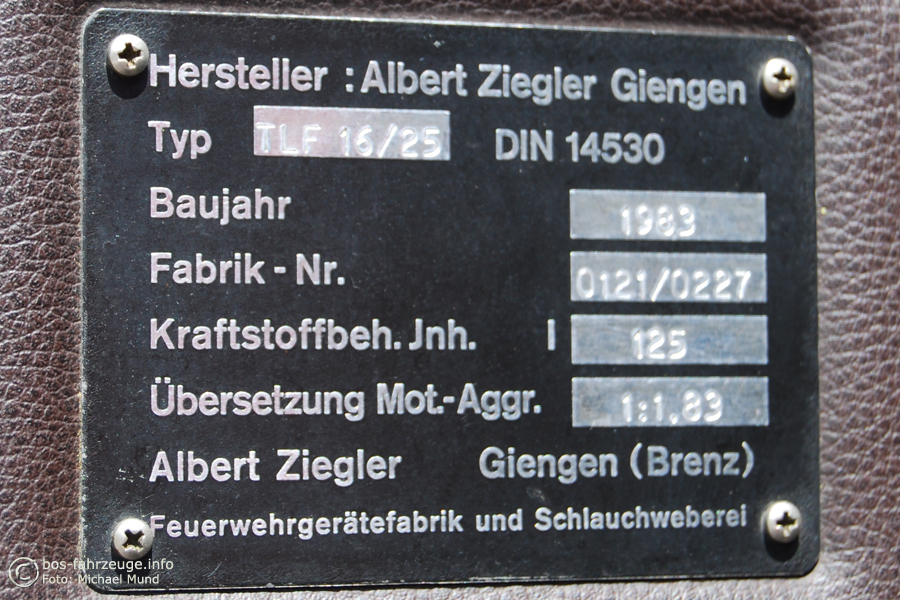 Hersteller : Albert Ziegler Giengen
Typ TLF 16/25 DIN 14530
Baujahr 1983
Fabrik - Nr. 0121/0227
Kraftstoffbeh. Jnh. l 125
Übersetzung Mot.-Aggr. 1:1.83
Albert Ziegler Giengen (Brenz)
Feuerwehrgerätefabrik und Schlauchweberei
© bos-fahrzeuge.info
Foto: Michael Mund